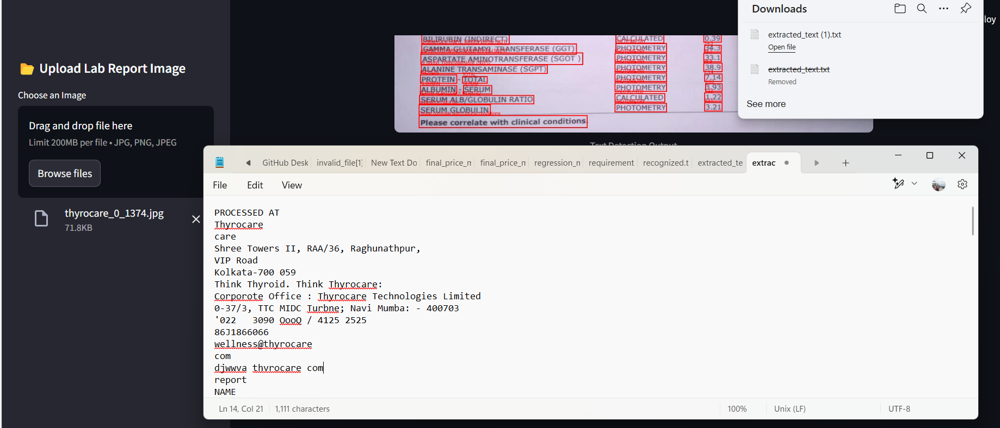 Upload Lab Report Image
Choose an Image
Drag and drop file here
Limit 200MB per file • JPG, PNG, JPEG
Browse files
thyrocare_0_1374.jpg
71.8KB
BILIRUBIN (INDIRECT) CALCULATED 0.39
GAMMA GLUTAMYL TRANSFERASE (GGT) PHOTOMETRY 34.3
ASPARTATE AMINOTRANSFERASE (SGOT ) PHOTOMETRY 33.1
ALANINE TRANSAMINASE (SGPT) PHOTOMETRY 38.9
PROTEIN - TOTAL PHOTOMETRY 7.14
ALBUMIN - SERUM PHOTOMETRY 3.93
SERUM ALB/GLOBULIN RATIO CALCULATED 1.22
SERUM GLOBULIN PHOTOMETRY 3.21
Please correlate with clinical conditions.
Text Detection Output
Downloads
extracted_text (1).txt
Open file
extracted_text.txt
Removed
See more
loy
GitHub Desk invalid_file[1] New Text Do final_price_m final_price_m regression_m requirement recognized.t extracted_te extrac
File Edit View
PROCESSED AT
Thyrocare
care
Shree Towers II, RAA/36, Raghunathpur,
VIP Road
Kolkata-700 059
Think Thyroid. Think Thyrocare:
Corporote Office : Thyrocare Technologies Limited
0-37/3, TTC MIDC Turbne; Navi Mumba: - 400703
'022 3090 OooQ / 4125 2525
86J1866066
wellness@thyrocare
com
djwwva thvrocare com
report
NAME
Ln 14, Col 21 1,111 characters 100% Unix (LF) UTF-8